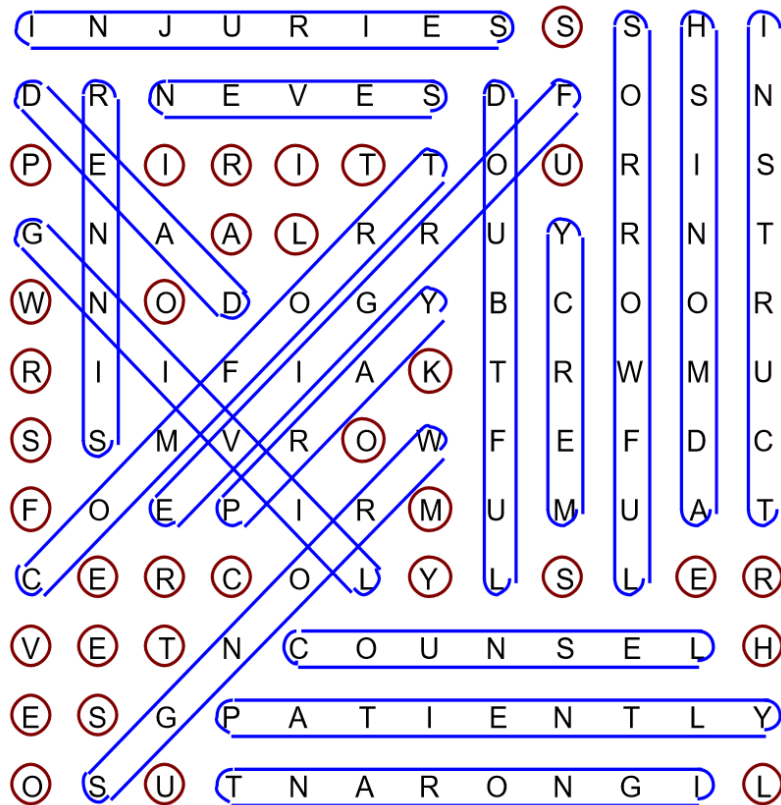 I N J U R I E S S S H I
D R N E V E S D F O S N
P E I R I T T O U R I S
G N A A L R R U Y R N T
W N O D O G Y B C O O R
R I I F I A K T R W M U
S S M V R O W F E F D C
F O E P I R M U M U A T
C E R C O L Y L S L E R
V E T N C O U N S E L H
E S G P A T I E N T L Y
O S U T N A R O N G I L